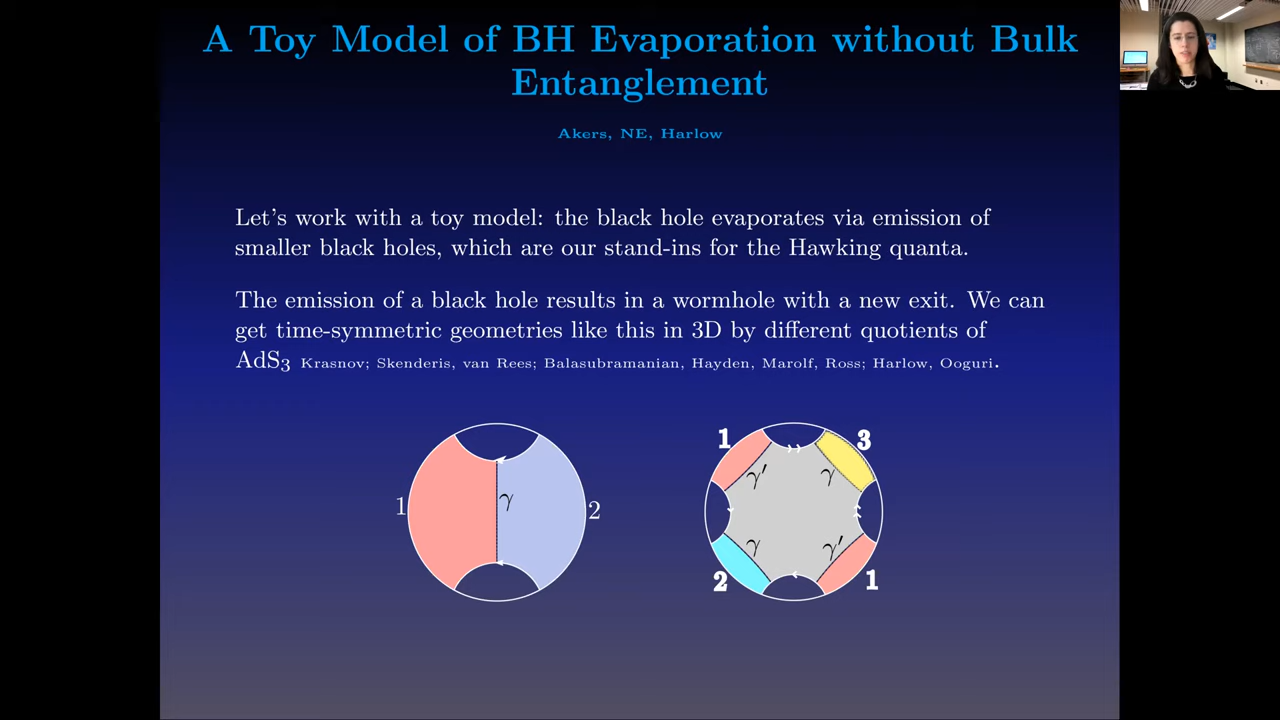 A Toy Model of BH Evaporation without Bulk
Entanglement
Akers, NE, Harlow
Let's work with a toy model: the black hole evaporates via emission of
smaller black holes, which are our stand-ins for the Hawking quanta.
The emission of a black hole results in a wormhole with a new exit. We can
get time-symmetric geometries like this in 3D by different quotients of
AdS₃ Krasnov; Skenderis, van Rees; Balasubramanian, Hayden, Marolf, Ross; Harlow, Ooguri.
1 γ 2
1 3
γ′ γ
γ γ′
2 1